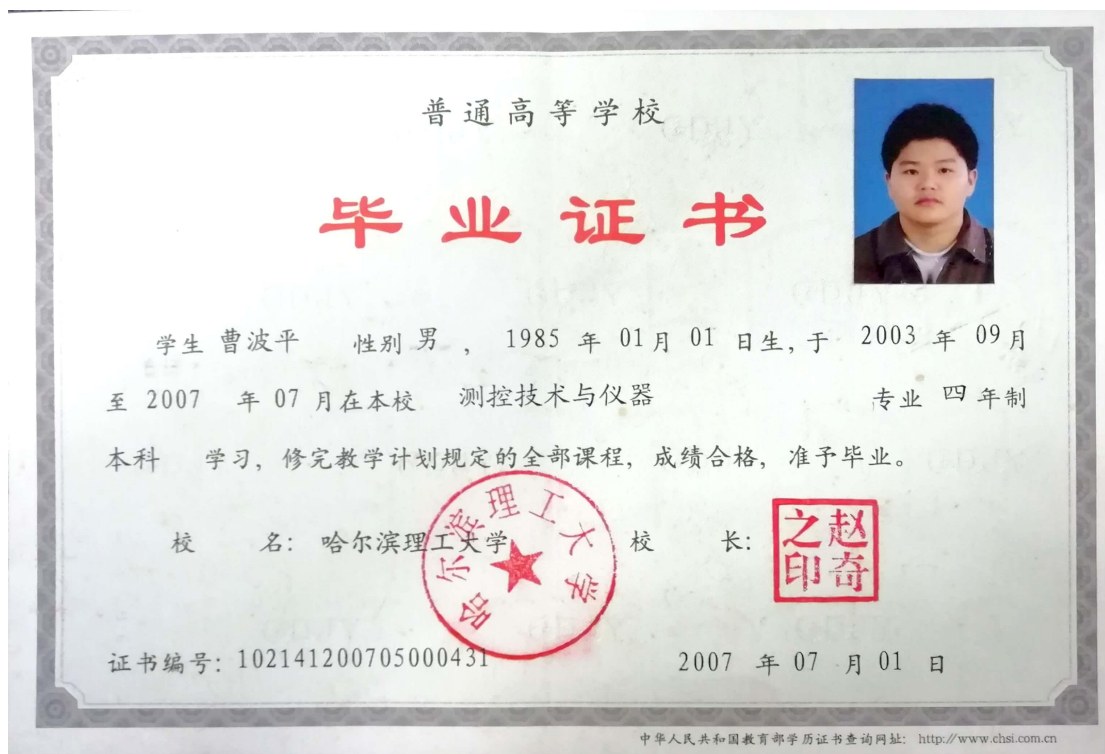 普通高等学校
毕业证书
学生 曹波平 性别 男 , 1985 年 01 月 01 日生, 于 2003 年 09 月
至 2007 年 07 月在本校 测控技术与仪器 专业 四 年制
本科 学习, 修完教学计划规定的全部课程, 成绩合格, 准予毕业。
校 名: 哈尔滨理工大学 校 长:
哈尔滨理工大学
赵奇之印
证书编号: 102141200705000431 2007 年 07 月 01 日
中华人民共和国教育部学历证书查询网址: http://www.chsi.com.cn